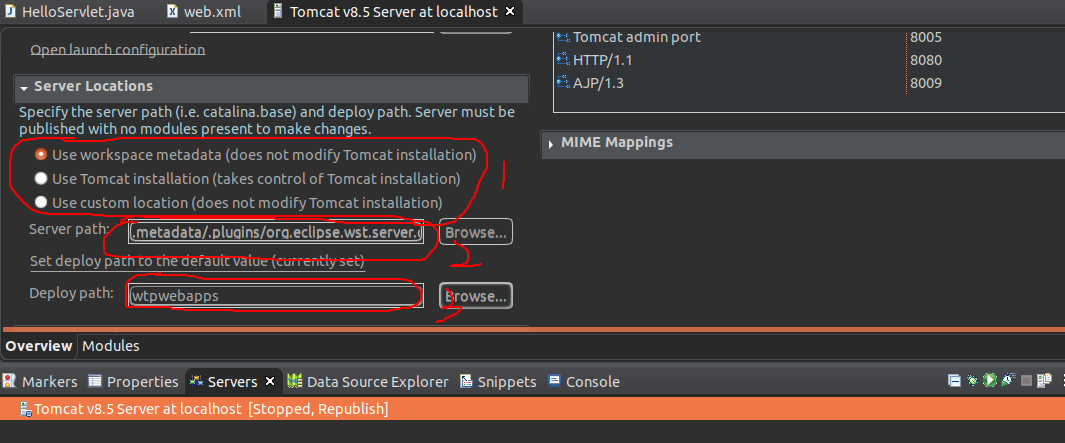 HelloServlet.java
web.xml
Tomcat v8.5 Server at localhost
Open launch configuration
Server Locations
Specify the server path (i.e. catalina.base) and deploy path. Server must be
published with no modules present to make changes.
Use workspace metadata (does not modify Tomcat installation)
Use Tomcat installation (takes control of Tomcat installation)
Use custom location (does not modify Tomcat installation)
1
Server path:
.metadata/.plugins/org.eclipse.wst.server.
Browse...
2
Set deploy path to the default value (currently set)
Deploy path:
wtpwebapps
Browse...
3
Tomcat admin port
8005
HTTP/1.1
8080
AJP/1.3
8009
MIME Mappings
Overview
Modules
Markers
Properties
Servers
Data Source Explorer
Snippets
Console
Tomcat v8.5 Server at localhost [Stopped, Republish]